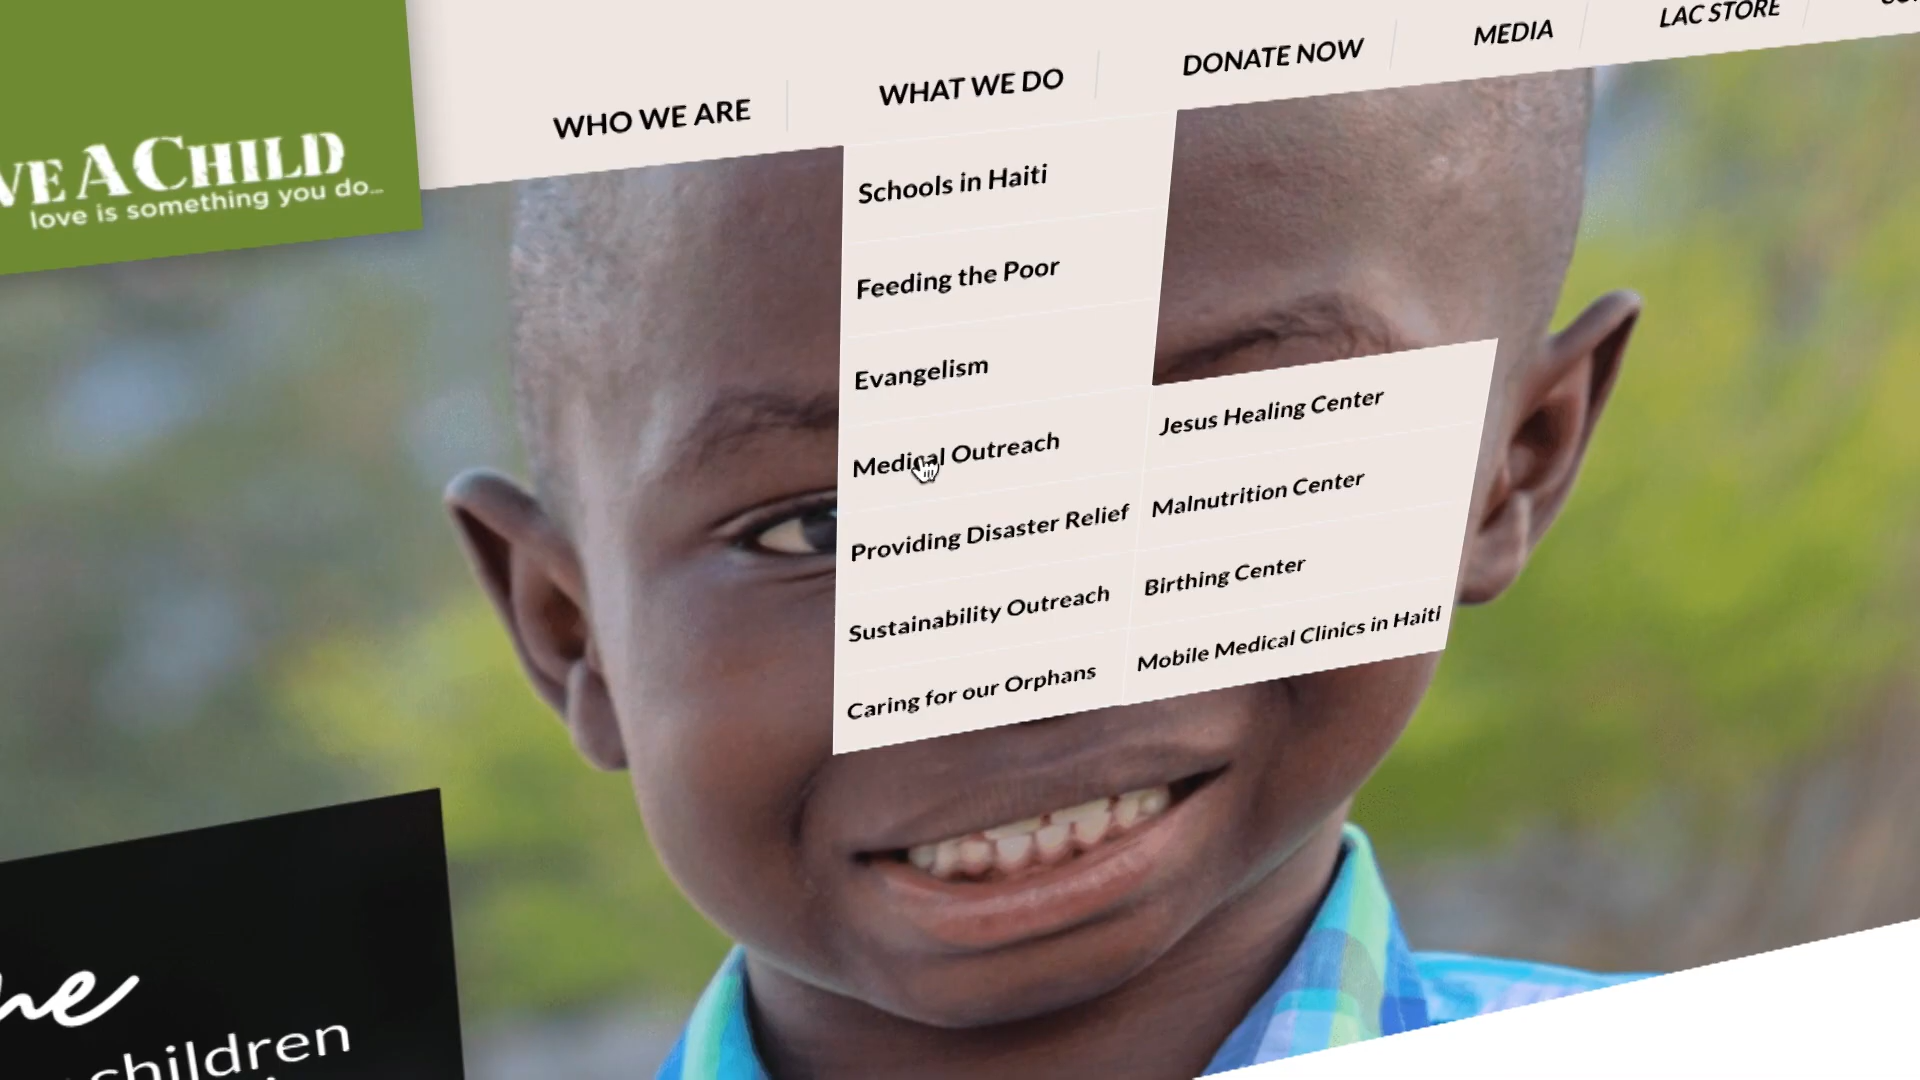 LAC STORE
MEDIA
DONATE NOW
WHAT WE DO
WHO WE ARE
A CHILD
love is something you do...
Schools in Haiti
Feeding the Poor
Evangelism
Medical Outreach
Providing Disaster Relief
Sustainability Outreach
Caring for our Orphans
Jesus Healing Center
Malnutrition Center
Birthing Center
Mobile Medical Clinics in Haiti
children